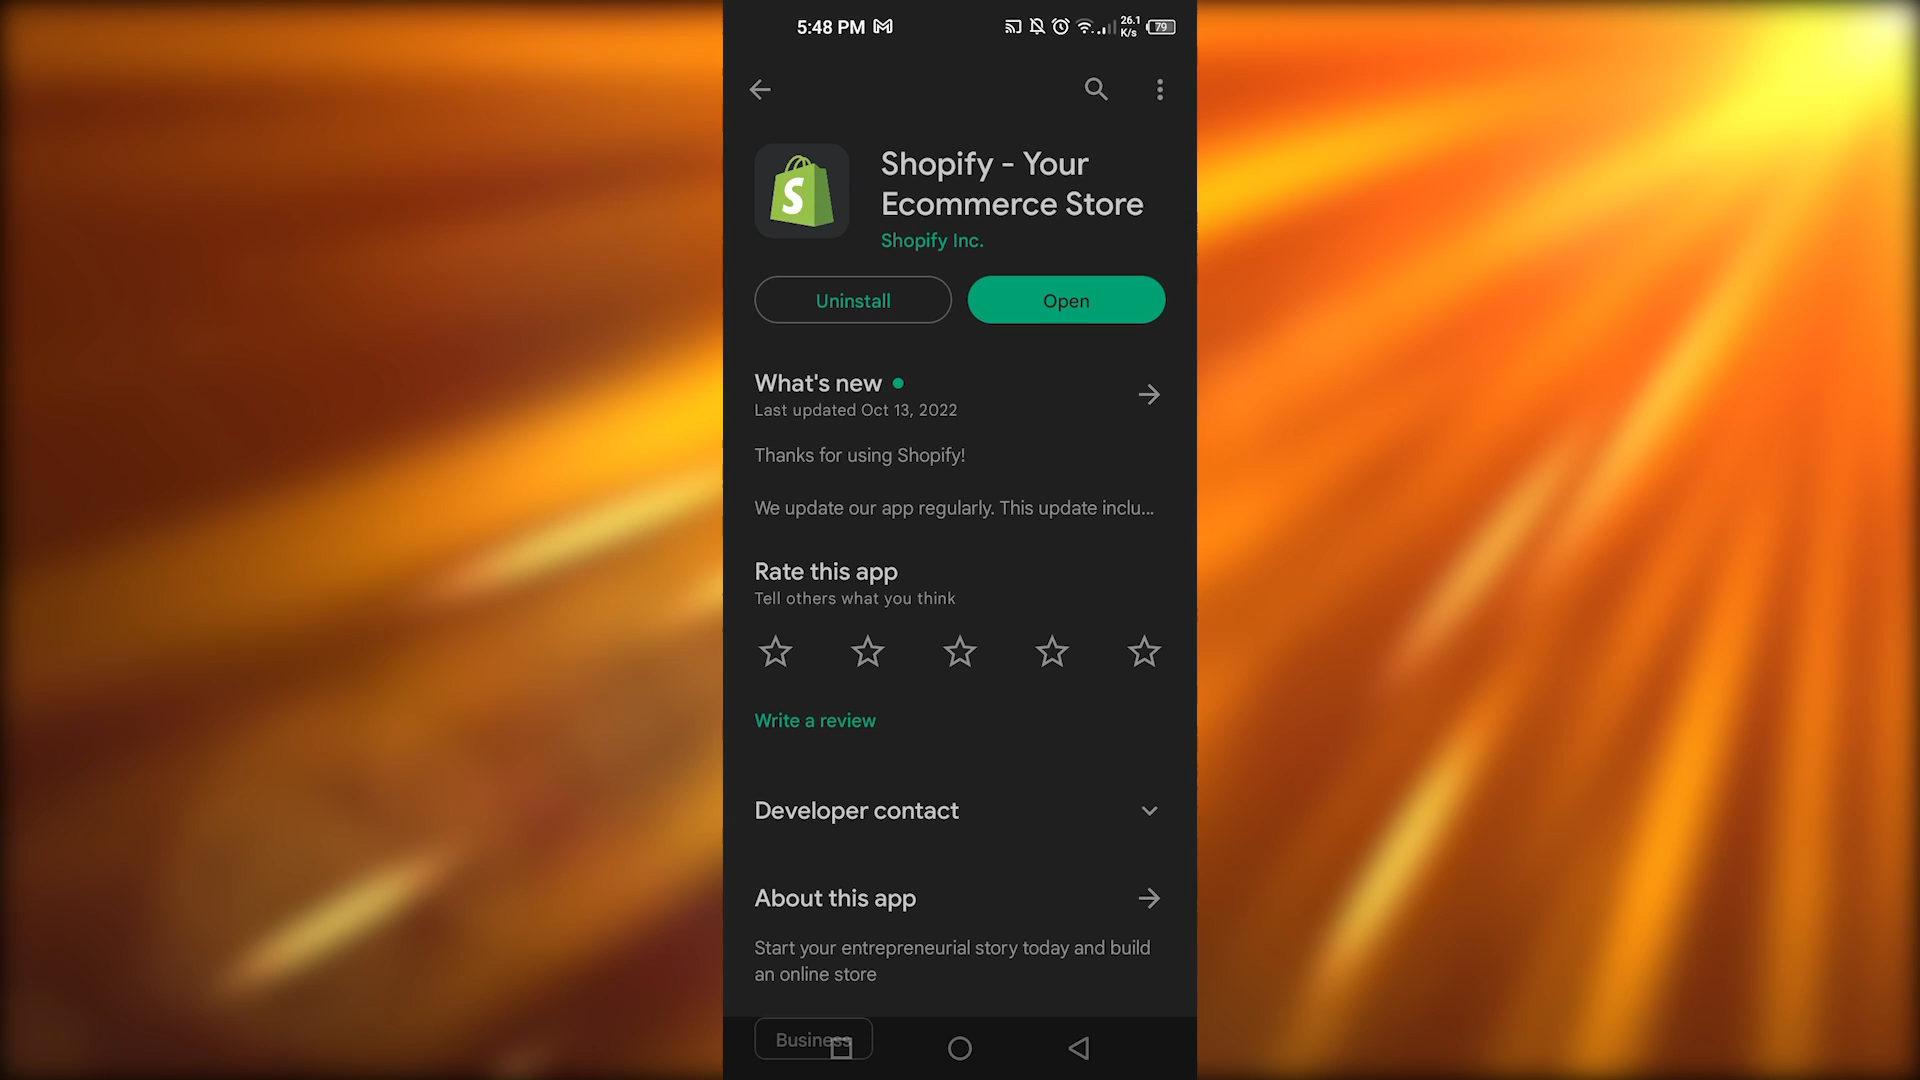 5:48 PM
26.1
K/s
79
Shopify - Your
Ecommerce Store
Shopify Inc.
Uninstall
Open
What's new
Last updated Oct 13, 2022
Thanks for using Shopify!
We update our app regularly. This update inclu...
Rate this app
Tell others what you think
Write a review
Developer contact
About this app
Start your entrepreneurial story today and build
an online store
Business